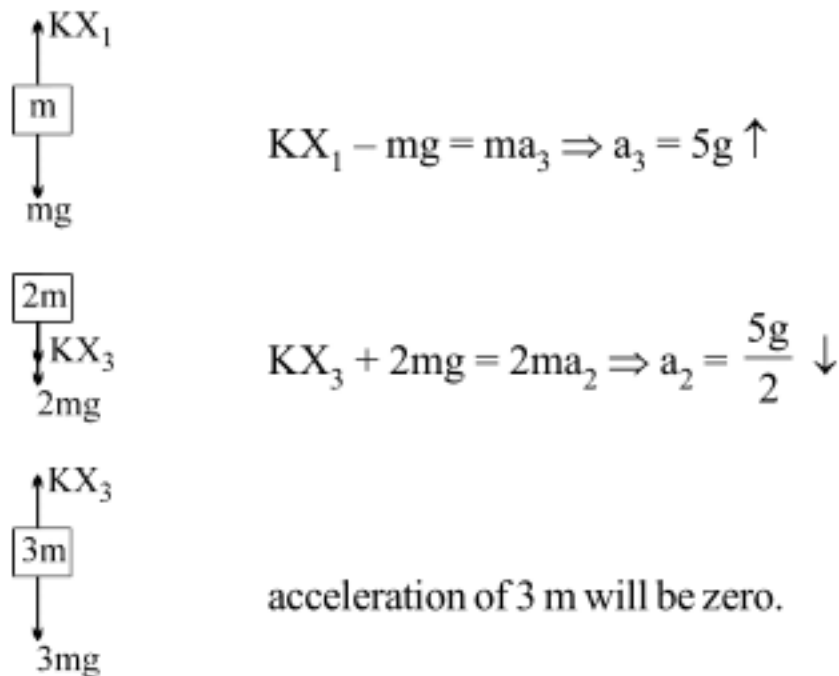 KX₁
m
KX₁ – mg = ma₃ ⇒ a₃ = 5g ↑
mg
2m
KX₃
2mg
KX₃ + 2mg = 2ma₂ ⇒ a₂ = 5g/2 ↓
KX₃
3m
acceleration of 3 m will be zero.
3mg